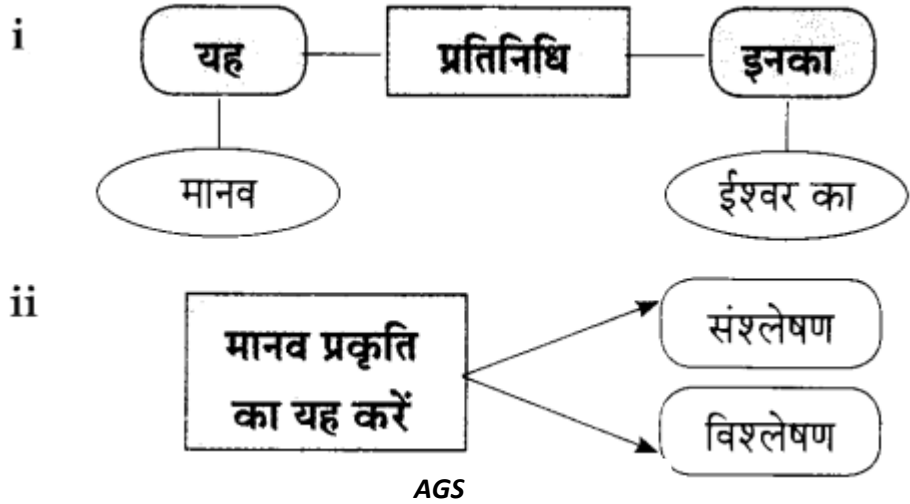 i
यह प्रतिनिधि इनका
मानव ईश्वर का
ii
संश्लेषण
मानव प्रकृति
का यह करें
विश्लेषण
AGS